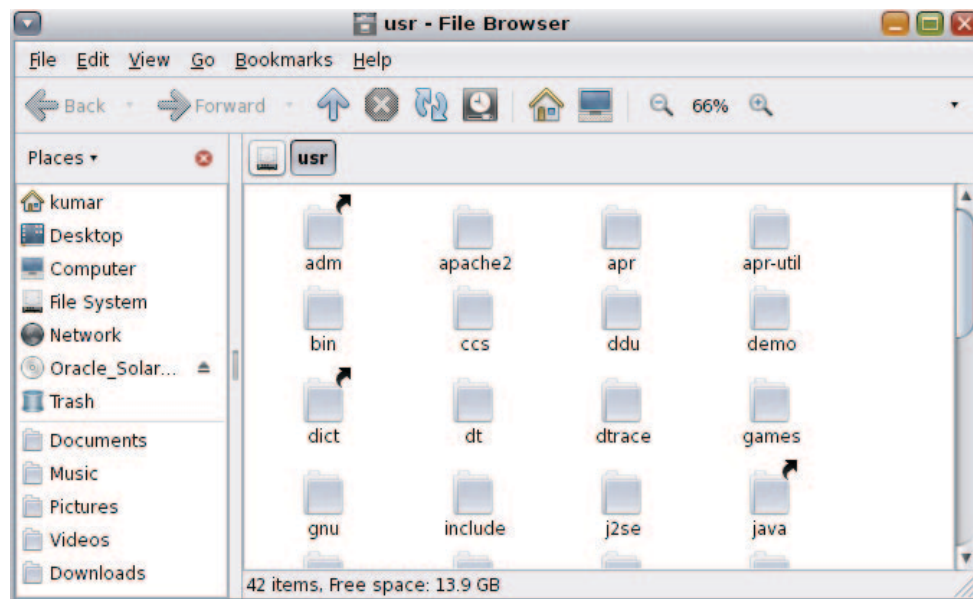 usr - File Browser
File Edit View Go Bookmarks Help
Back Forward 66%
Places
usr
kumar
Desktop
Computer
File System
Network
Oracle_Solar...
Trash
Documents
Music
Pictures
Videos
Downloads
adm apache2 apr apr-util
bin ccs ddu demo
dict dt dtrace games
gnu include j2se java
42 items, Free space: 13.9 GB